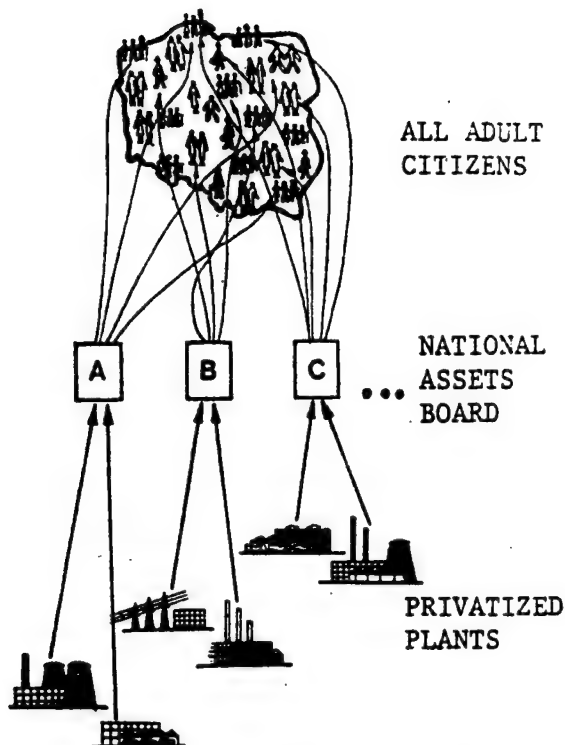 ALL ADULT
CITIZENS
A
B
C
NATIONAL
ASSETS
BOARD
PRIVATIZED
PLANTS